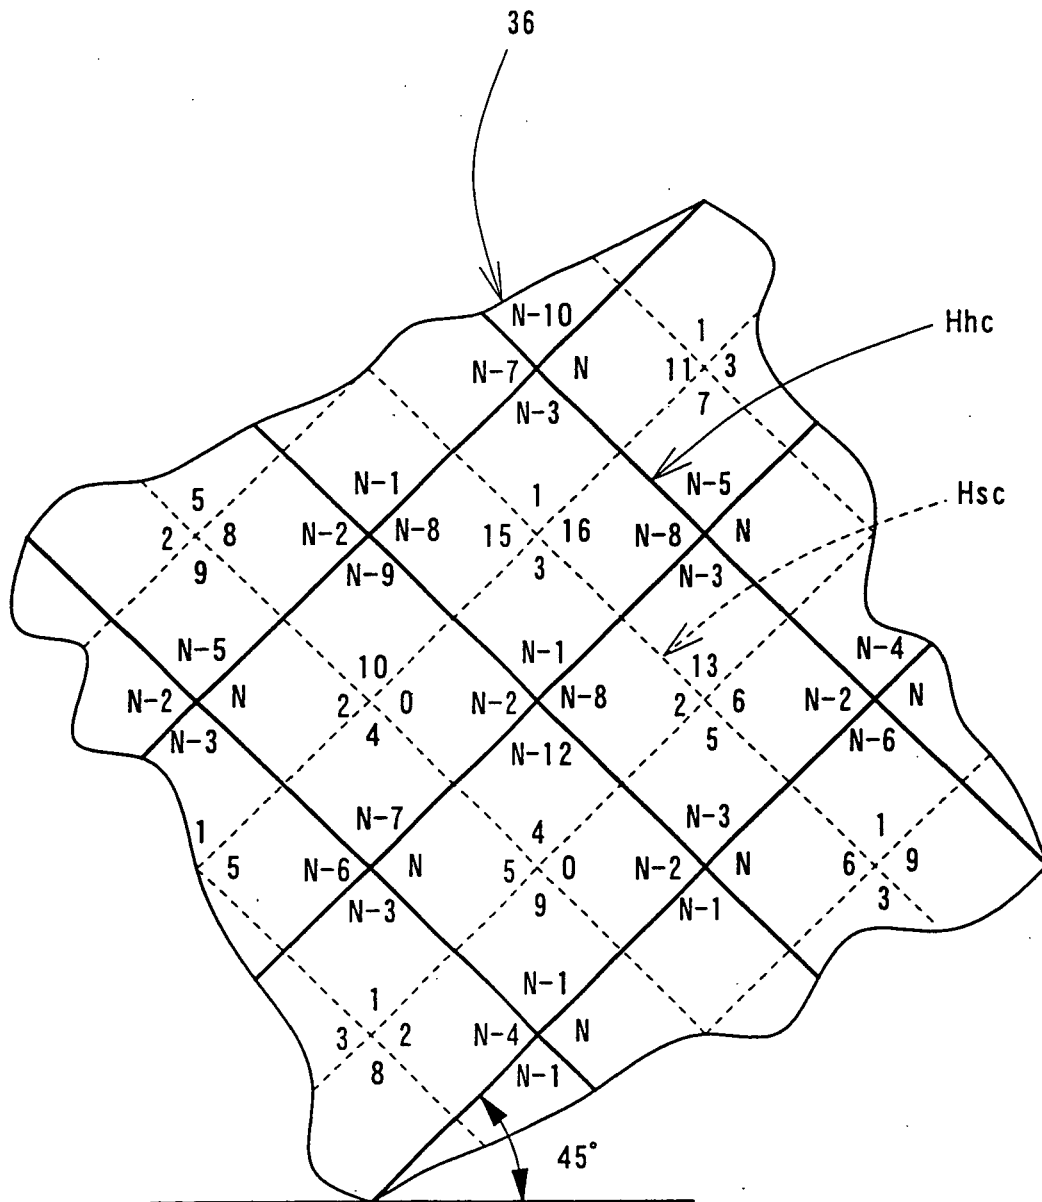 36
N-10
1
Hhc
N-7 N 11 3
N-3 7
N-1 N-5 Hsc
5 1
2 8 N-2 N-8 15 16 N-8 N
9 N-9 3 N-3
N-5 10 N-1 13 N-4
N-2 N 2 0 N-2 N-8 2 6 N-2 N
N-3 4 N-12 5 N-6
1 N-7 4 N-3 1
5 N-6 N 5 0 N-2 N 6 9
N-3 9 N-1 3
1 N-1
3 2 N-4 N
8 N-1
45°